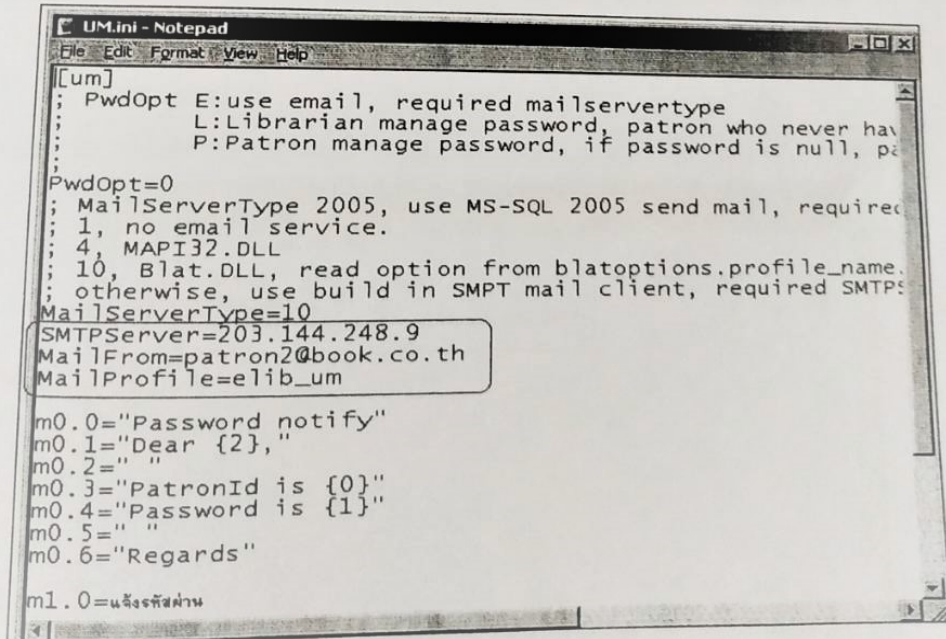 UM.ini - Notepad
File Edit Format View Help
[um]
;  PwdOpt E:use email, required mailservertype
;         L:Librarian manage password, patron who never hav
;         P:Patron manage password, if password is null, pa
;
PwdOpt=0
;  MailServerType 2005, use MS-SQL 2005 send mail, required
;  1, no email service.
;  4, MAPI32.DLL
;  10, Blat.DLL, read option from blatoptions.profile_name.
;  otherwise, use build in SMPT mail client, required SMTPS
MailServerType=10
SMTPServer=203.144.248.9
MailFrom=patron2@book.co.th
MailProfile=elib_um
m0.0="Password notify"
m0.1="Dear {2},"
m0.2=" "
m0.3="PatronId is {0}"
m0.4="Password is {1}"
m0.5=" "
m0.6="Regards"
m1.0=แจ้งรหัสผ่าน